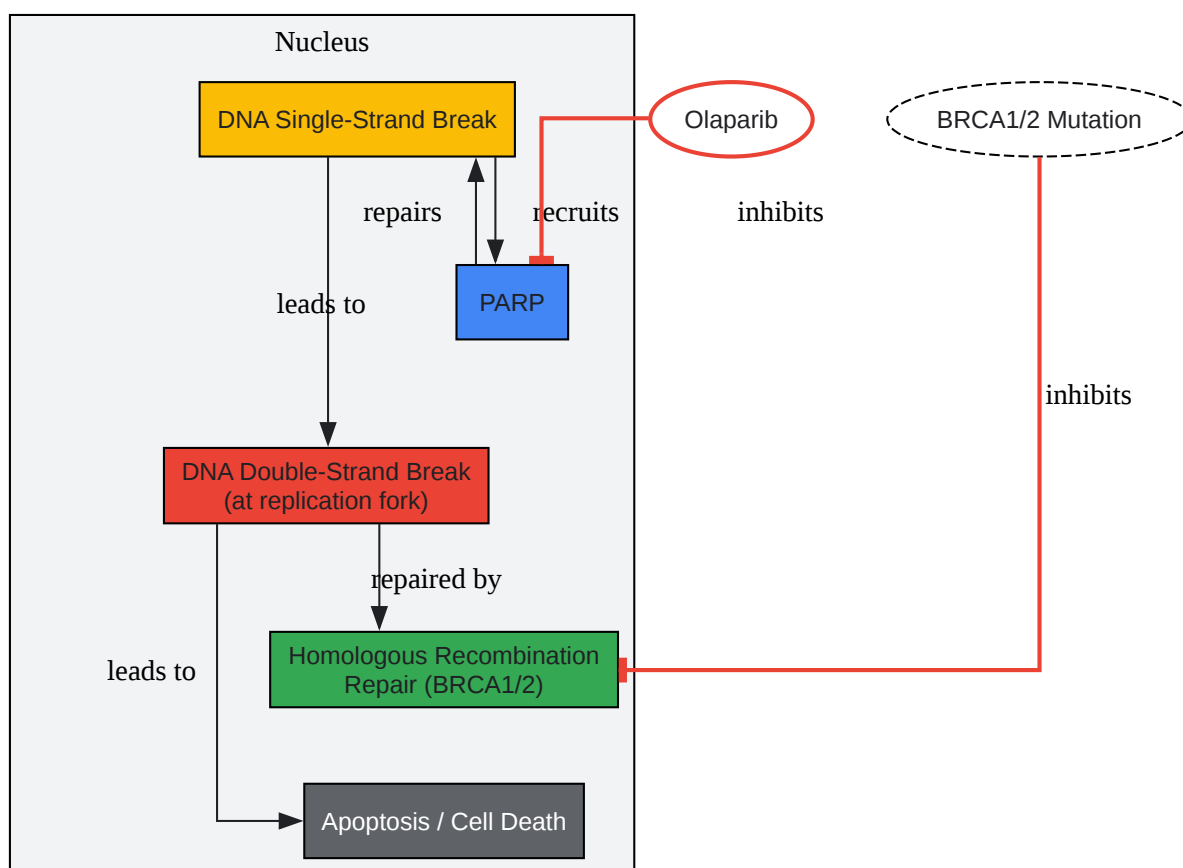 Nucleus
DNA Single-Strand Break
Olaparib
BRCA1/2 Mutation
repairs
recruits
inhibits
PARP
leads to
inhibits
DNA Double-Strand Break
(at replication fork)
repaired by
Homologous Recombination
Repair (BRCA1/2)
leads to
Apoptosis / Cell Death